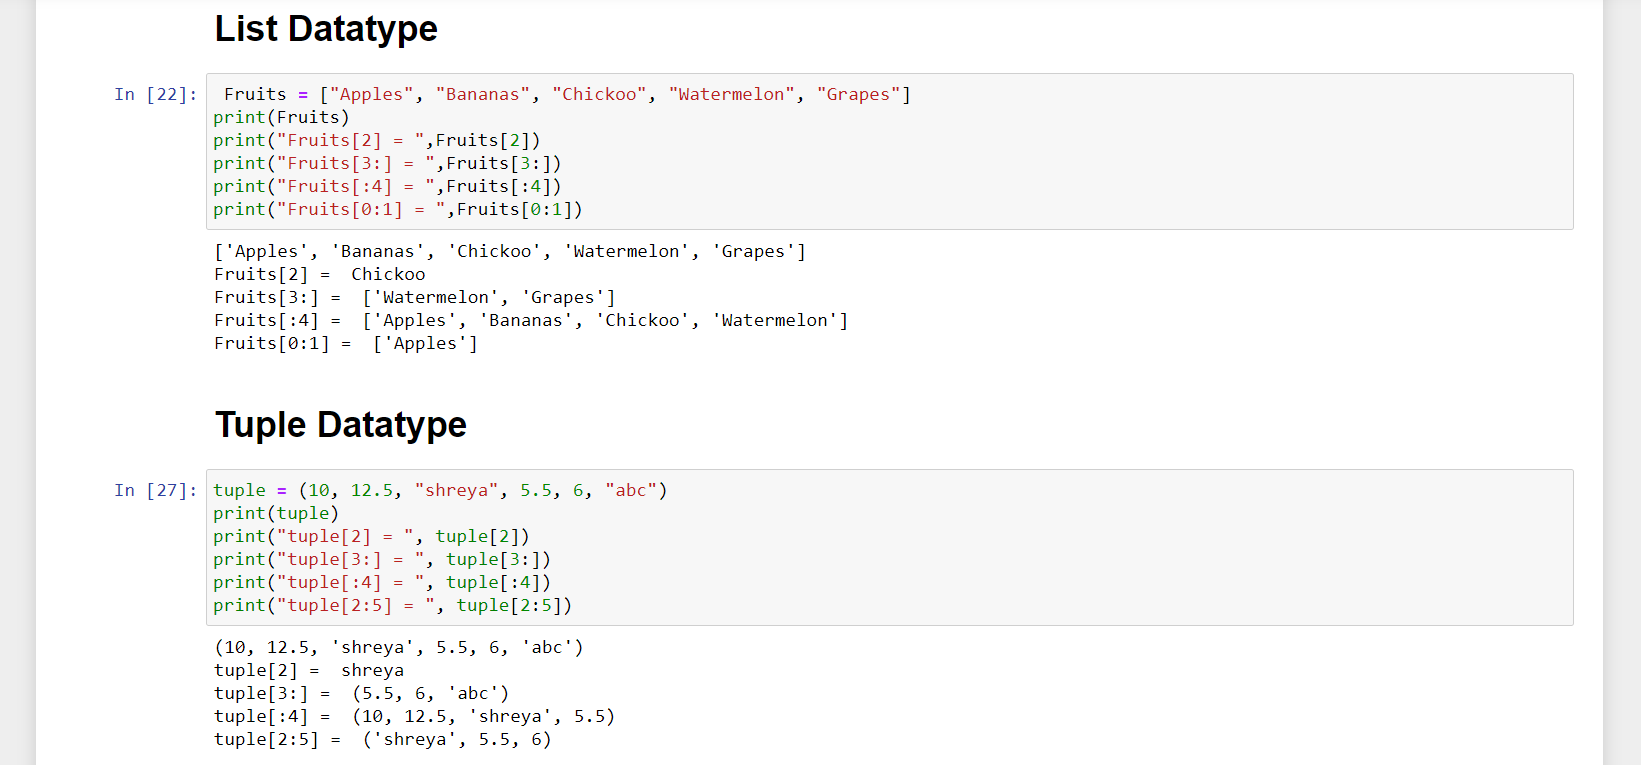 List Datatype
In [22]: Fruits = ["Apples", "Bananas", "Chickoo", "Watermelon", "Grapes"]
print(Fruits)
print("Fruits[2] = ",Fruits[2])
print("Fruits[3:] = ",Fruits[3:])
print("Fruits[:4] = ",Fruits[:4])
print("Fruits[0:1] = ",Fruits[0:1])
['Apples', 'Bananas', 'Chickoo', 'Watermelon', 'Grapes']
Fruits[2] =  Chickoo
Fruits[3:] =  ['Watermelon', 'Grapes']
Fruits[:4] =  ['Apples', 'Bananas', 'Chickoo', 'Watermelon']
Fruits[0:1] =  ['Apples']
Tuple Datatype
In [27]: tuple = (10, 12.5, "shreya", 5.5, 6, "abc")
print(tuple)
print("tuple[2] = ", tuple[2])
print("tuple[3:] = ", tuple[3:])
print("tuple[:4] = ", tuple[:4])
print("tuple[2:5] = ", tuple[2:5])
(10, 12.5, 'shreya', 5.5, 6, 'abc')
tuple[2] =  shreya
tuple[3:] =  (5.5, 6, 'abc')
tuple[:4] =  (10, 12.5, 'shreya', 5.5)
tuple[2:5] =  ('shreya', 5.5, 6)